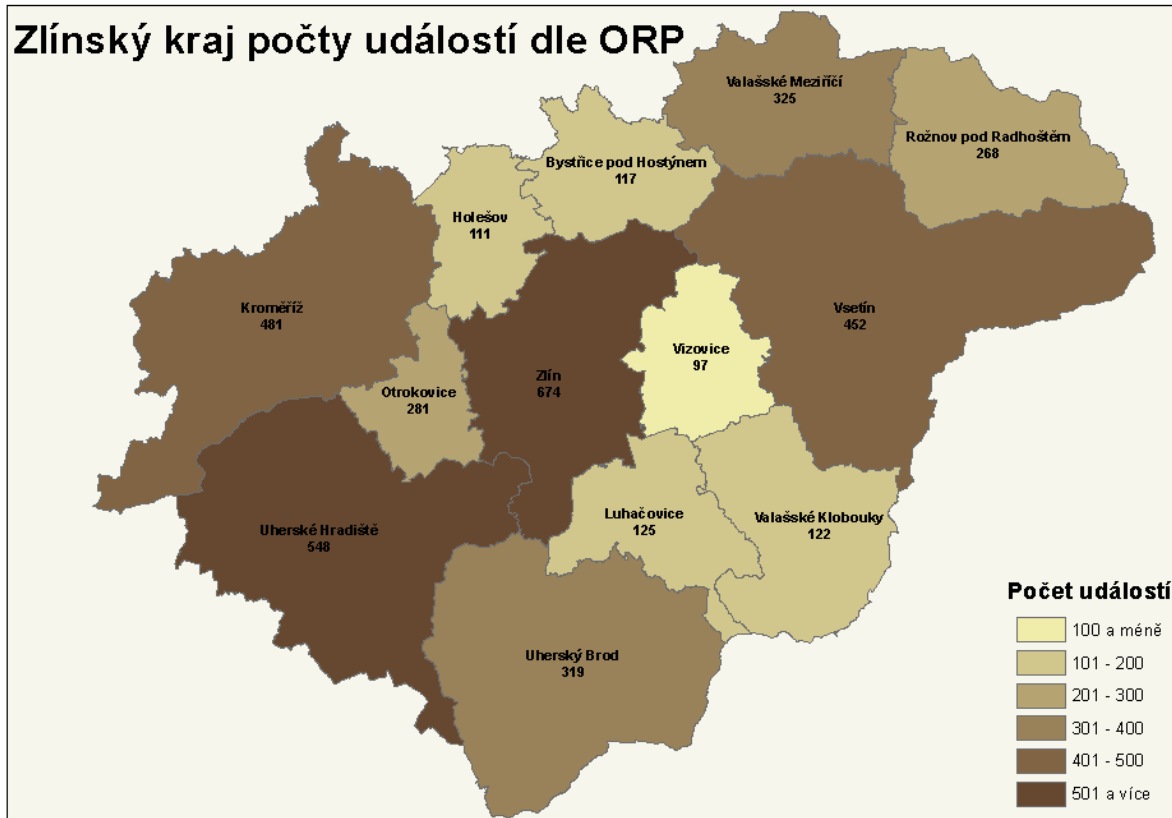 Zlínský kraj počty událostí dle ORP
Valašské Meziříčí
325
Rožnov pod Radhoštěm
268
Bystřice pod Hostýnem
117
Holešov
111
Kroměříž
481
Vsetín
452
Vizovice
97
Zlín
674
Otrokovice
281
Luhačovice
125
Valašské Klobouky
122
Uherské Hradiště
548
Uherský Brod
319
Počet událostí
100 a méně
101 - 200
201 - 300
301 - 400
401 - 500
501 a více